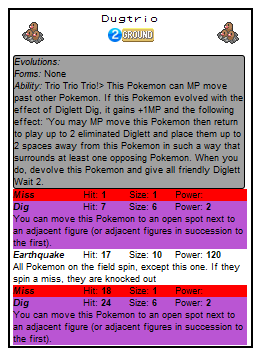 Dugtrio
2 GROUND
Evolutions:
Forms: None
Ability: Trio Trio Trio!> This Pokemon can MP move
past other Pokemon. If this Pokemon evolved with the
effect of Diglett Dig, it gains +1MP and the following
effect: "You may MP move this Pokemon then return
to play up to 2 eliminated Diglett and place them up to
2 spaces away from this Pokemon in such a way that
surrounds at least one opposing Pokemon. When you
do, devolve this Pokemon and give all friendly Diglett
Wait 2.
Miss Hit: 1 Size: 1 Power:
Dig Hit: 7 Size: 6 Power: 2
You can move this Pokemon to an open spot next to
an adjacent figure (or adjacent figures in succession to
the first).
Earthquake Hit: 17 Size: 10 Power: 120
All Pokemon on the field spin, except this one. If they
spin a miss, they are knocked out
Miss Hit: 18 Size: 1 Power:
Dig Hit: 24 Size: 6 Power: 2
You can move this Pokemon to an open spot next to
an adjacent figure (or adjacent figures in succession to
the first).